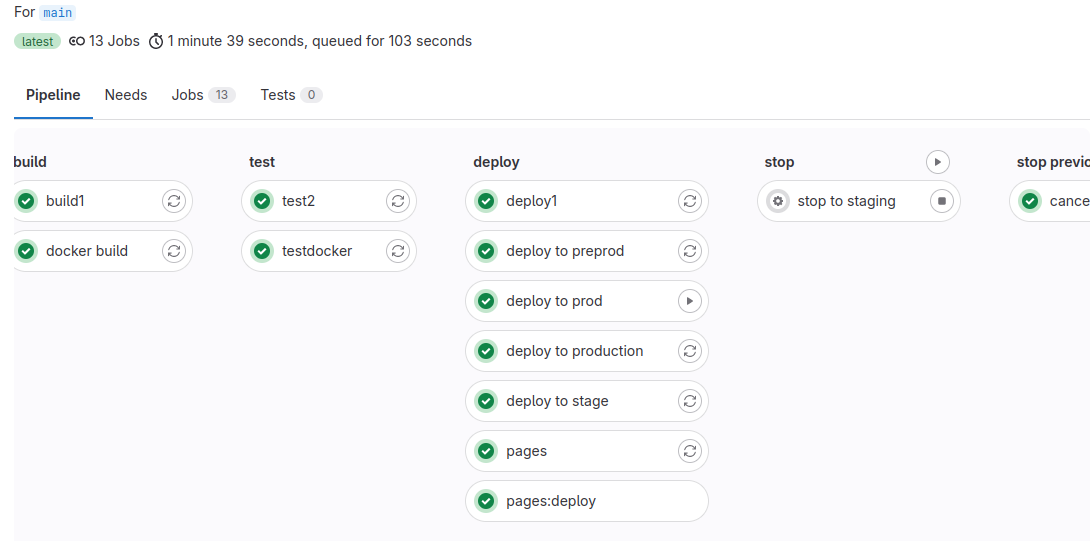 For main
latest 13 Jobs 1 minute 39 seconds, queued for 103 seconds
Pipeline Needs Jobs 13 Tests 0
build test deploy stop stop previo
build1 test2 deploy1 stop to staging cance
docker build testdocker deploy to preprod
deploy to prod
deploy to production
deploy to stage
pages
pages:deploy